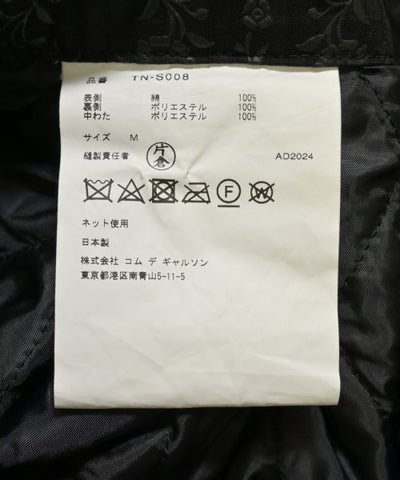 品番 TN-S008
表側 綿 100%
裏側 ポリエステル 100%
中わた ポリエステル 100%
サイズ M
縫製責任者 片倉 AD2024
F W
ネット使用
日本製
株式会社 コム デ ギャルソン
東京都港区南青山5-11-5